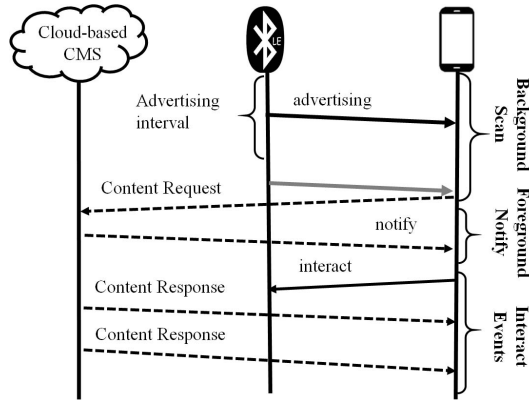 Cloud-based
CMS
LE
Advertising
interval
advertising
Background
Scan
Content Request
Foreground
Notify
notify
interact
Content Response
Content Response
Interact
Events